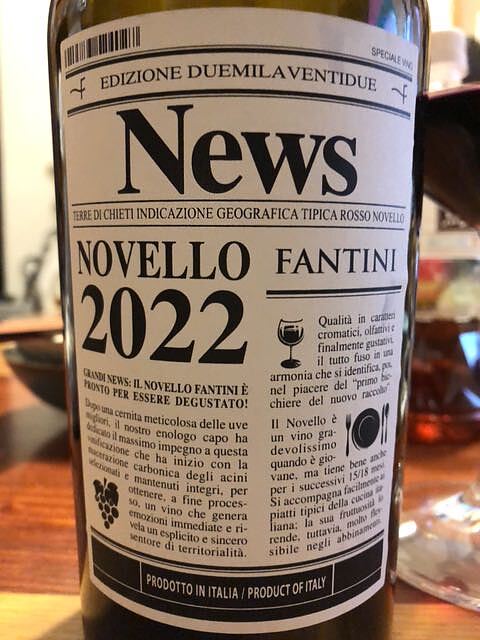 SPECIALE VINO
EDIZIONE DUEMILAVENTIDUE
News
TERRE DI CHIETI INDICAZIONE GEOGRAFICA TIPICA ROSSO NOVELLO
NOVELLO
2022
GRANDI NEWS: IL NOVELLO FANTINI È
PRONTO PER ESSERE DEGUSTATO!
Dopo una cernita meticolosa delle uve
migliori, il nostro enologo capo ha
dedicato il massimo impegno a questa
vinificazione che ha inizio con la
macerazione carbonica degli acini
selezionati e mantenuti integri, per
ottenere, a fine proces-
so, un vino che genera
emozioni immediate e ri-
vela un esplicito e sincero
sentore di territorialità.
FANTINI
Qualità in caratteri
cromatici, olfattivi e
finalmente gustativi,
il tutto fuso in una
armonia che si identifica, poi,
nel piacere del "primo bic-
chiere del nuovo raccolto"
Il Novello è
un vino gra-
devolissimo
quando è gio-
vane, ma tiene bene anche
per i successivi 15/18 mesi.
Si accompagna facilmente ai
piatti tipici della cucina ita-
liana; la sua fruttuosità lo
rende, tuttavia, molto fles-
sibile negli abbinamenti.
PRODOTTO IN ITALIA / PRODUCT OF ITALY